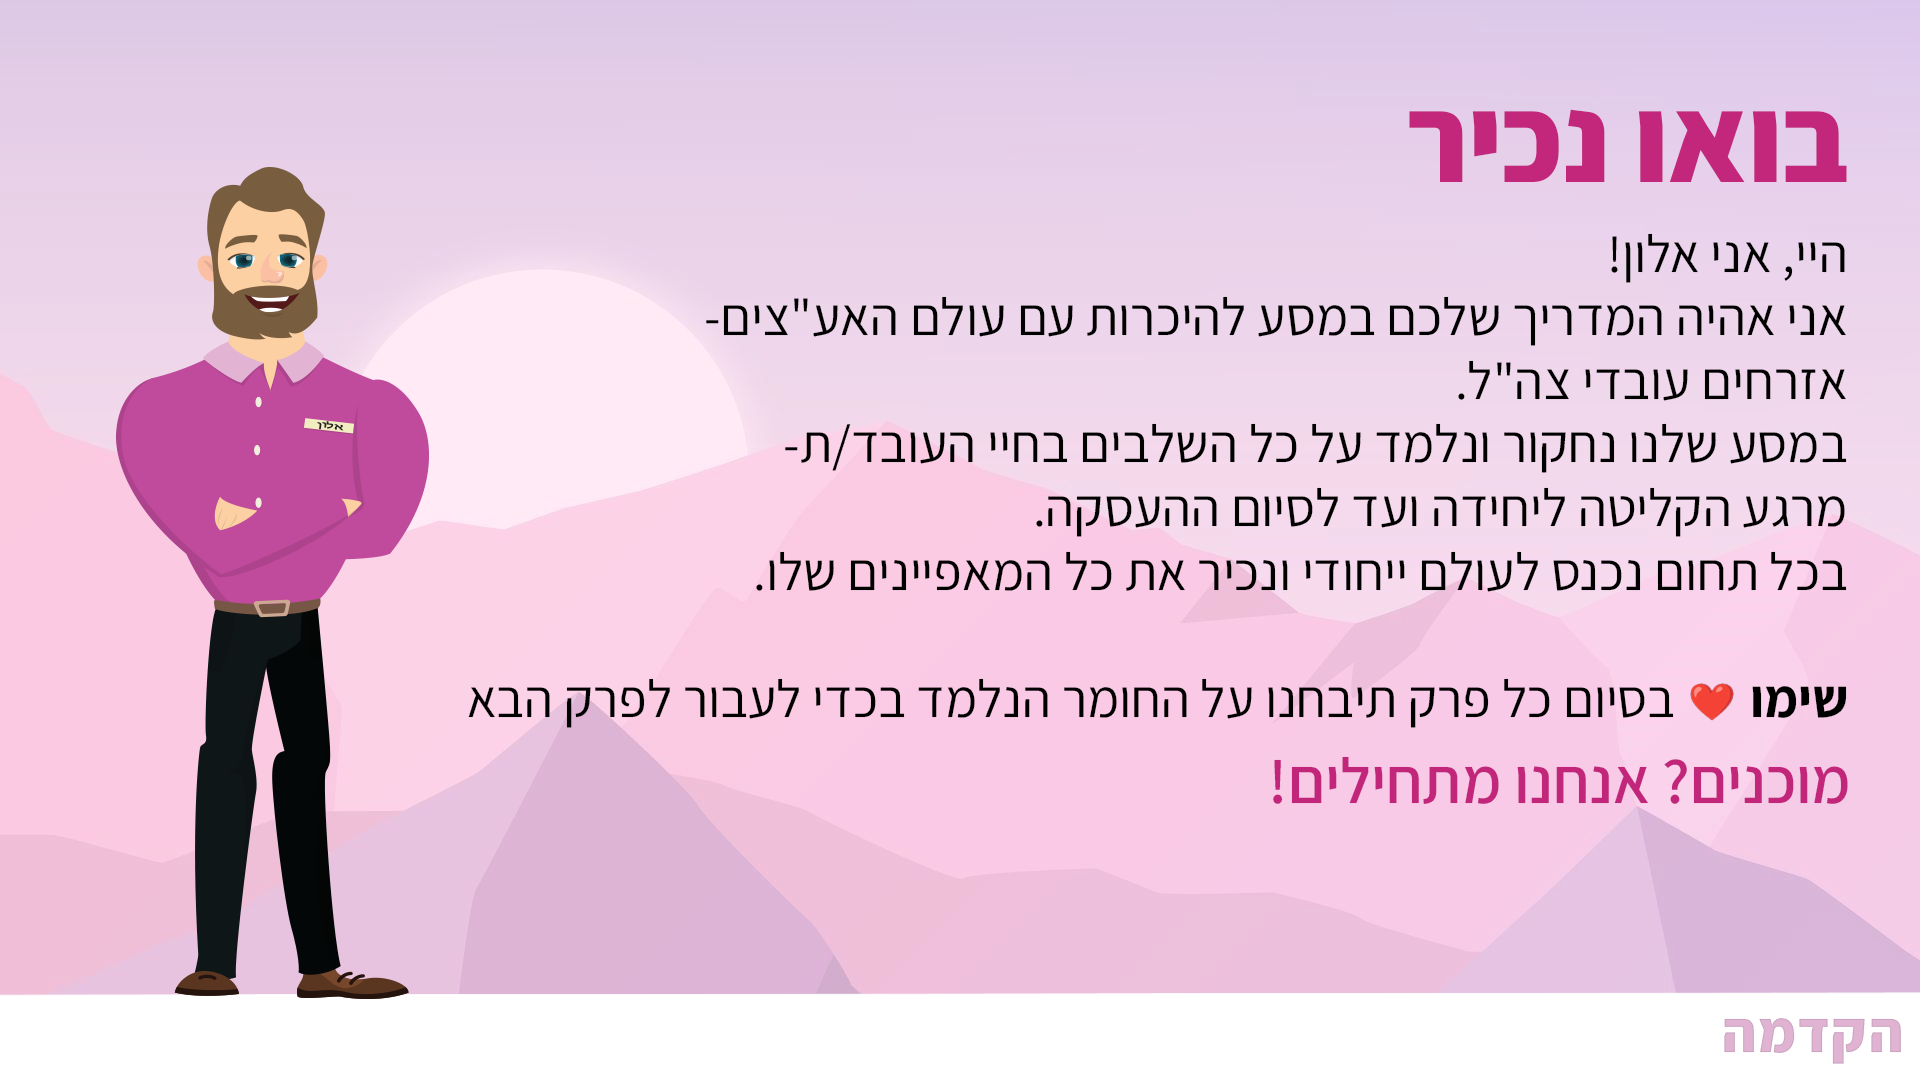 בואו נכיר
היי, אני אלון!
אני אהיה המדריך שלכם במסע להיכרות עם עולם האע"צים-
אזרחים עובדי צה"ל.
במסע שלנו נחקור ונלמד על כל השלבים בחיי העובד/ת-
מרגע הקליטה ליחידה ועד לסיום ההעסקה.
בכל תחום נכנס לעולם ייחודי ונכיר את כל המאפיינים שלו.
שימו ❤️ בסיום כל פרק תיבחנו על החומר הנלמד בכדי לעבור לפרק הבא
מוכנים? אנחנו מתחילים!
אלון
הקדמה